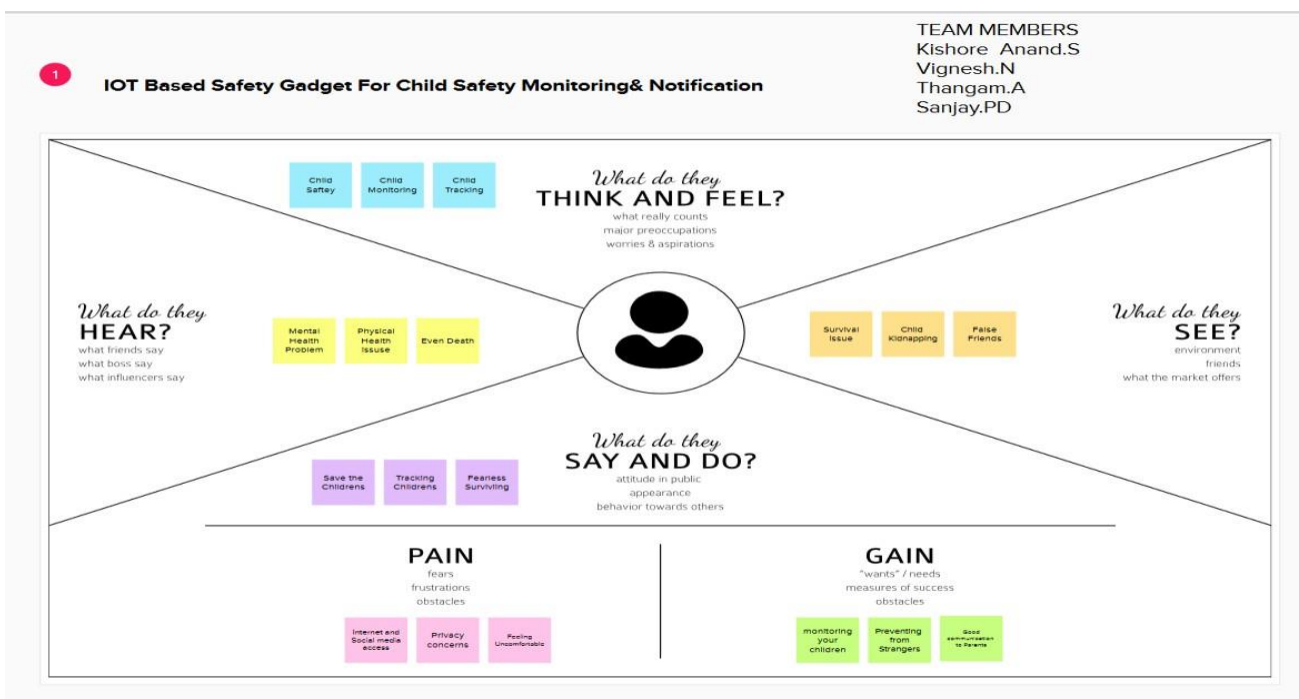 TEAM MEMBERS
Kishore Anand.S
Vignesh.N
Thangam.A
Sanjay.PD
1
IOT Based Safety Gadget For Child Safety Monitoring& Notification
Child
Saftey
Child
Monitoring
Child
Tracking
What do they
THINK AND FEEL?
what really counts
major preoccupations
worries & aspirations
What do they
HEAR?
what friends say
what boss say
what influencers say
Mental
Health
Problem
Physical
Health
Issuse
Even Death
Survival
Issue
Child
Kidnapping
False
Friends
What do they
SEE?
environment
friends
what the market offers
What do they
SAY AND DO?
attitude in public
appearance
behavior towards others
Save the
Childrens
Tracking
Childrens
Fearless
Surviving
PAIN
fears
frustrations
obstacles
Internet and
Social media
access
Privacy
concerns
Feeling
Uncomfortable
GAIN
"wants" / needs
measures of success
obstacles
monitoring
your
children
Preventing
from
Strangers
Good
communication
to Parents